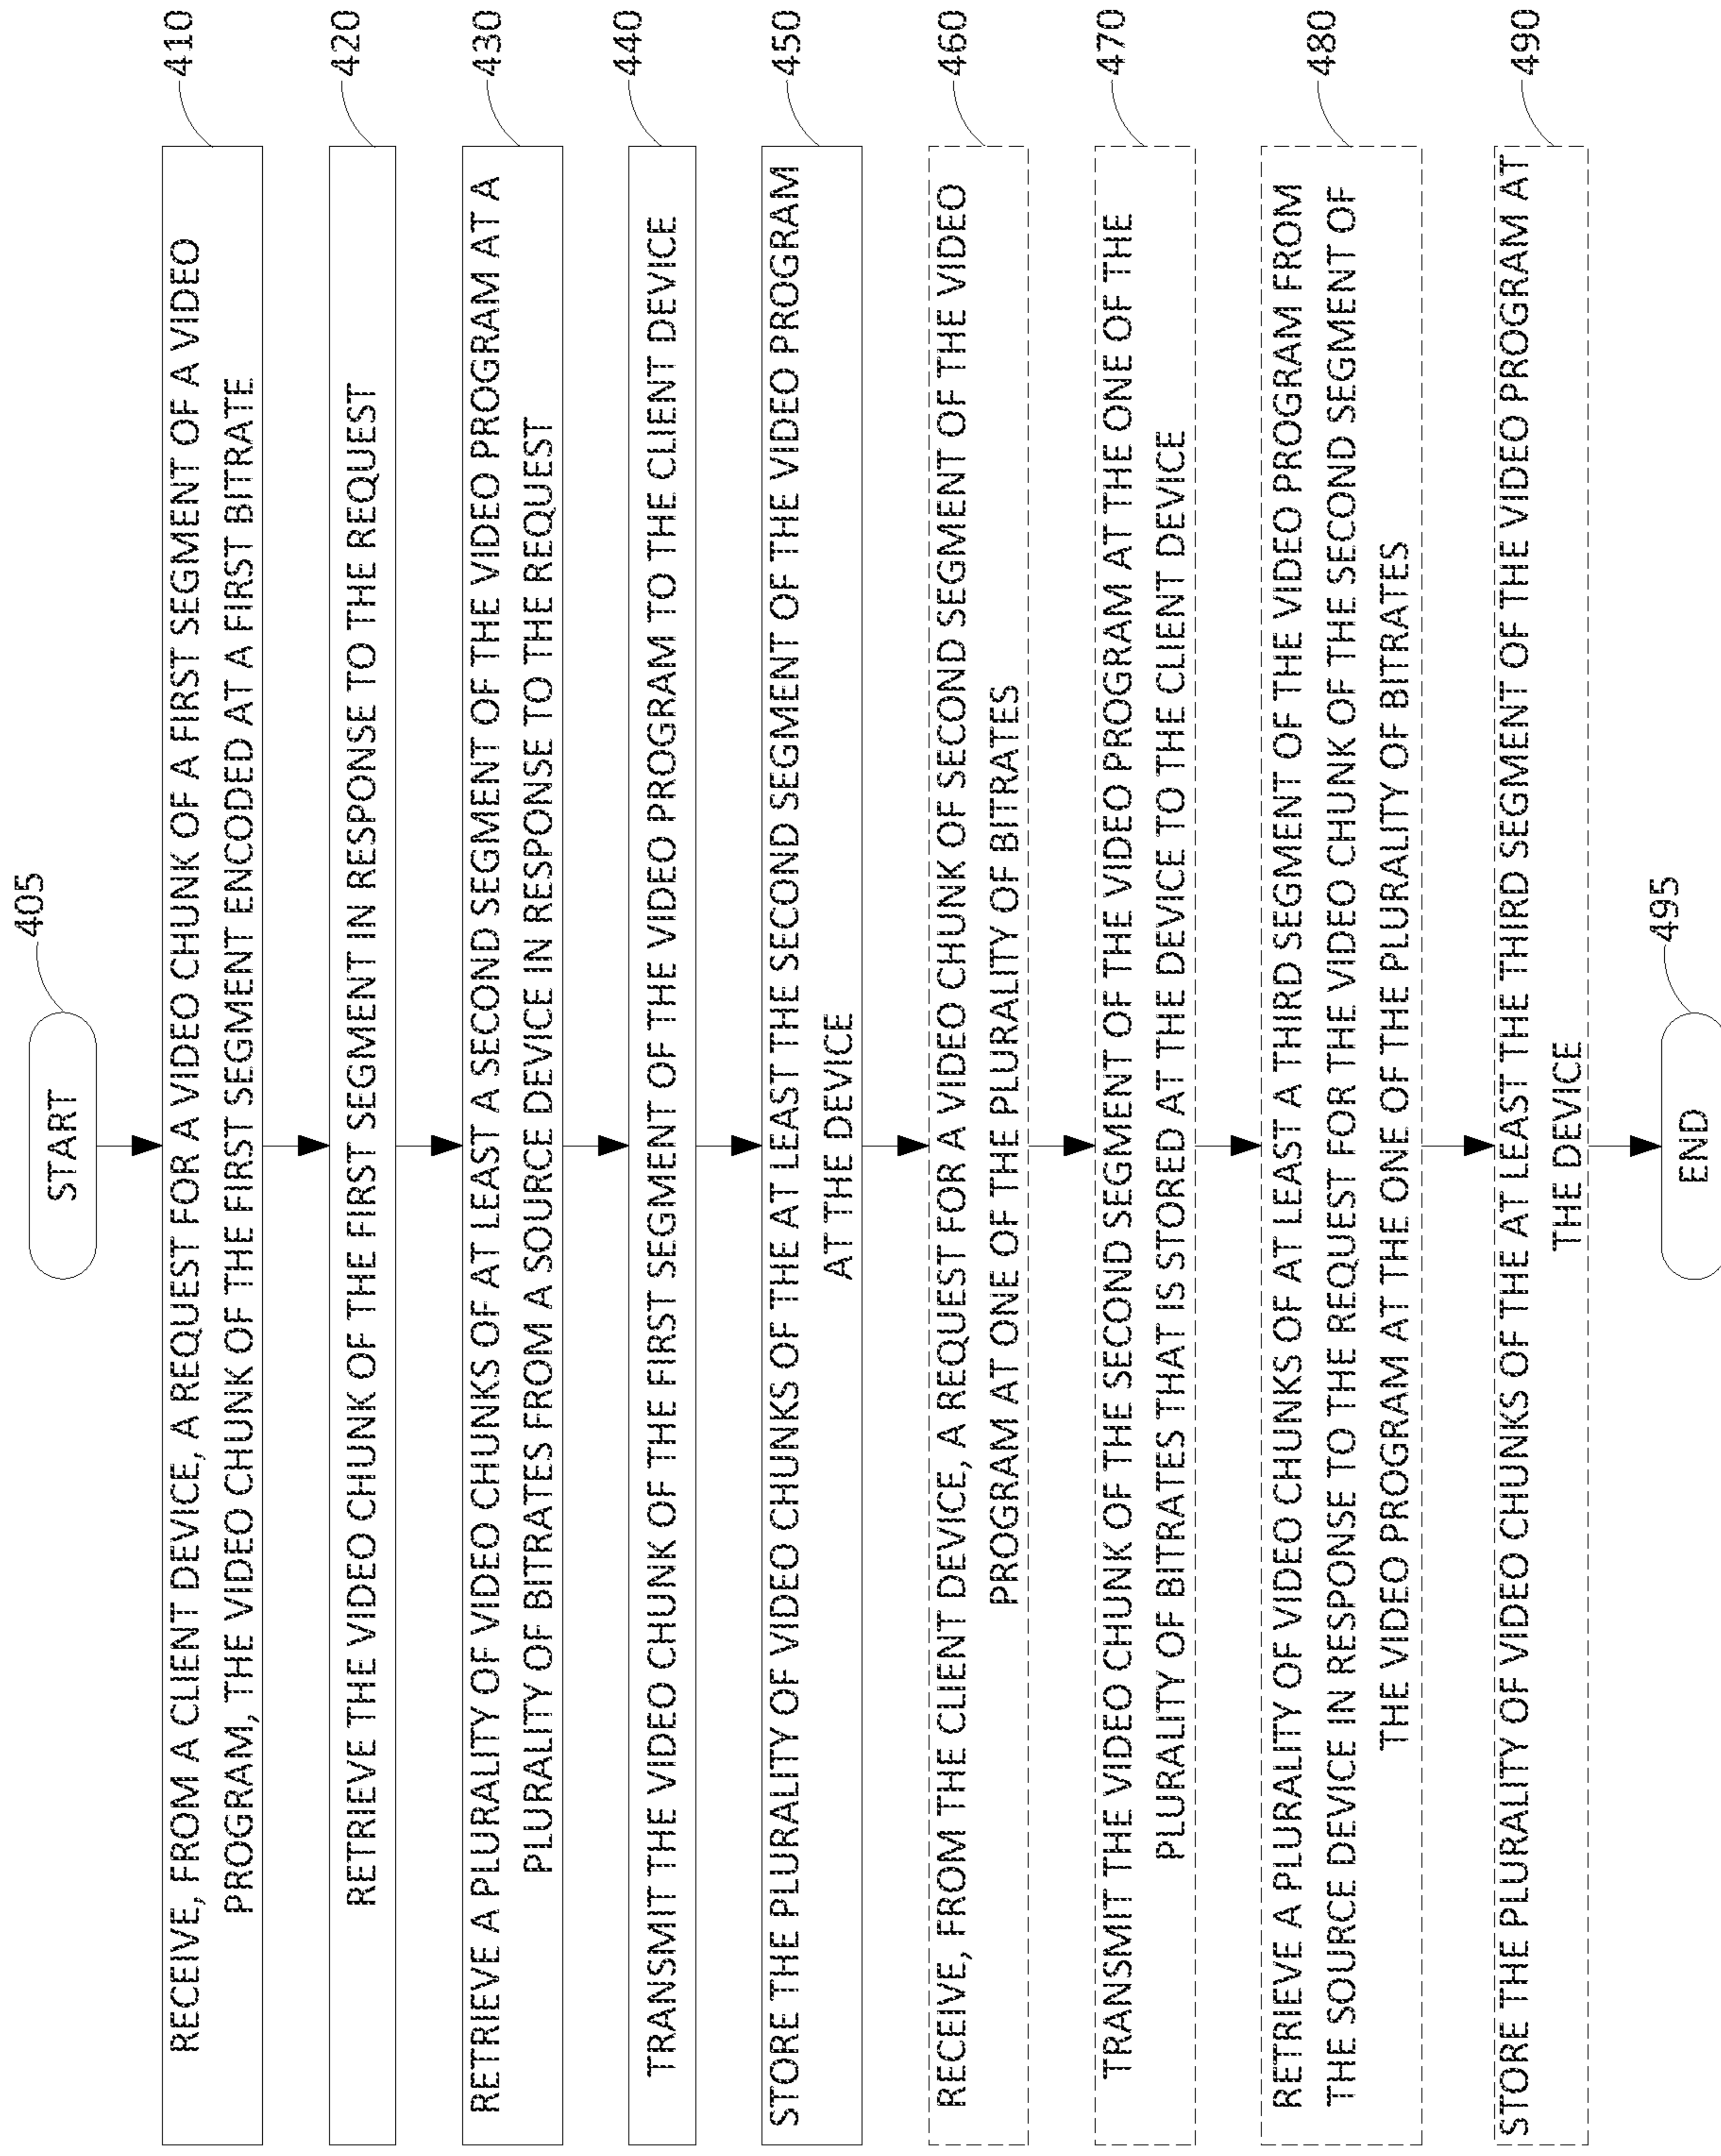 405
START
410
RECEIVE, FROM A CLIENT DEVICE, A REQUEST FOR A VIDEO CHUNK OF A FIRST SEGMENT OF A VIDEO
PROGRAM, THE VIDEO CHUNK OF THE FIRST SEGMENT ENCODED AT A FIRST BITRATE
420
RETRIEVE THE VIDEO CHUNK OF THE FIRST SEGMENT IN RESPONSE TO THE REQUEST
430
RETRIEVE A PLURALITY OF VIDEO CHUNKS OF AT LEAST A SECOND SEGMENT OF THE VIDEO PROGRAM AT A
PLURALITY OF BITRATES FROM A SOURCE DEVICE IN RESPONSE TO THE REQUEST
440
TRANSMIT THE VIDEO CHUNK OF THE FIRST SEGMENT OF THE VIDEO PROGRAM TO THE CLIENT DEVICE
450
STORE THE PLURALITY OF VIDEO CHUNKS OF THE AT LEAST THE SECOND SEGMENT OF THE VIDEO PROGRAM
AT THE DEVICE
460
RECEIVE, FROM THE CLIENT DEVICE, A REQUEST FOR A VIDEO CHUNK OF SECOND SEGMENT OF THE VIDEO
PROGRAM AT ONE OF THE PLURALITY OF BITRATES
470
TRANSMIT THE VIDEO CHUNK OF THE SECOND SEGMENT OF THE VIDEO PROGRAM AT THE ONE OF THE
PLURALITY OF BITRATES THAT IS STORED AT THE DEVICE TO THE CLIENT DEVICE
480
RETRIEVE A PLURALITY OF VIDEO CHUNKS OF AT LEAST A THIRD SEGMENT OF THE VIDEO PROGRAM FROM
THE SOURCE DEVICE IN RESPONSE TO THE REQUEST FOR THE VIDEO CHUNK OF THE SECOND SEGMENT OF
THE VIDEO PROGRAM AT THE ONE OF THE PLURALITY OF BITRATES
490
STORE THE PLURALITY OF VIDEO CHUNKS OF THE AT LEAST THE THIRD SEGMENT OF THE VIDEO PROGRAM AT
THE DEVICE
495
END